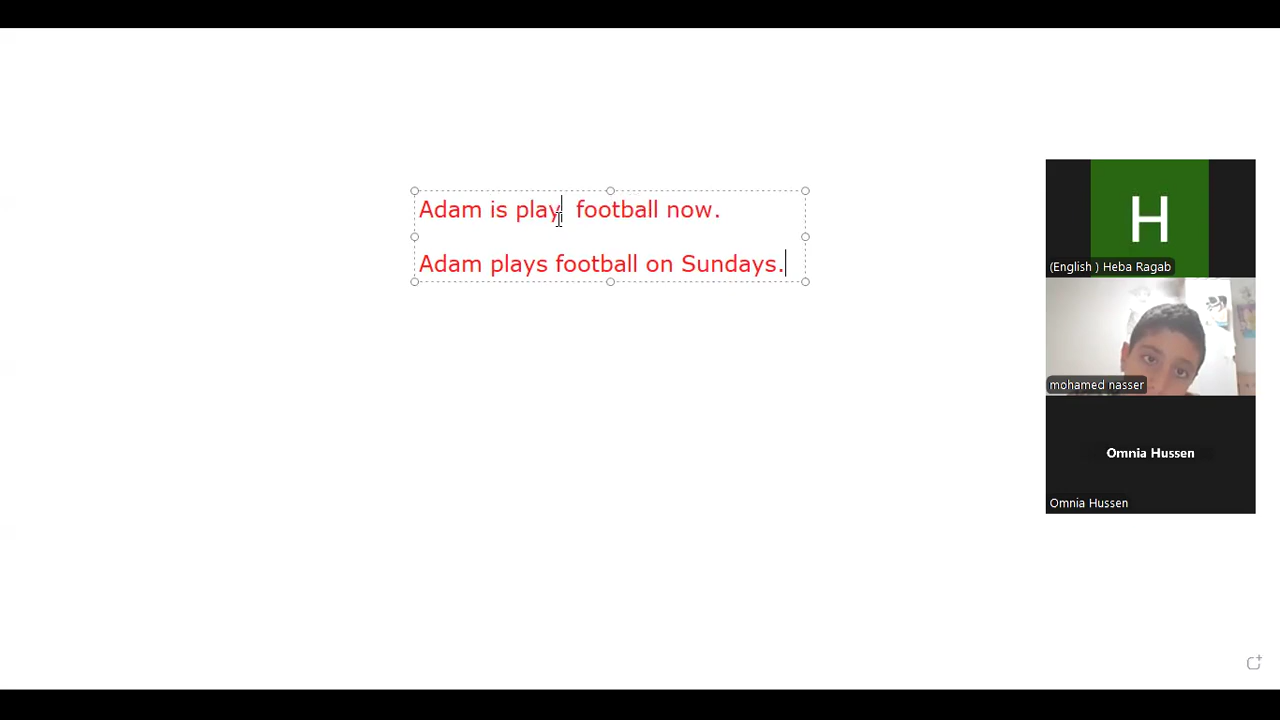 Adam is play  football now.
Adam plays football on Sundays.
H
(English ) Heba Ragab
mohamed nasser
Omnia Hussen
Omnia Hussen